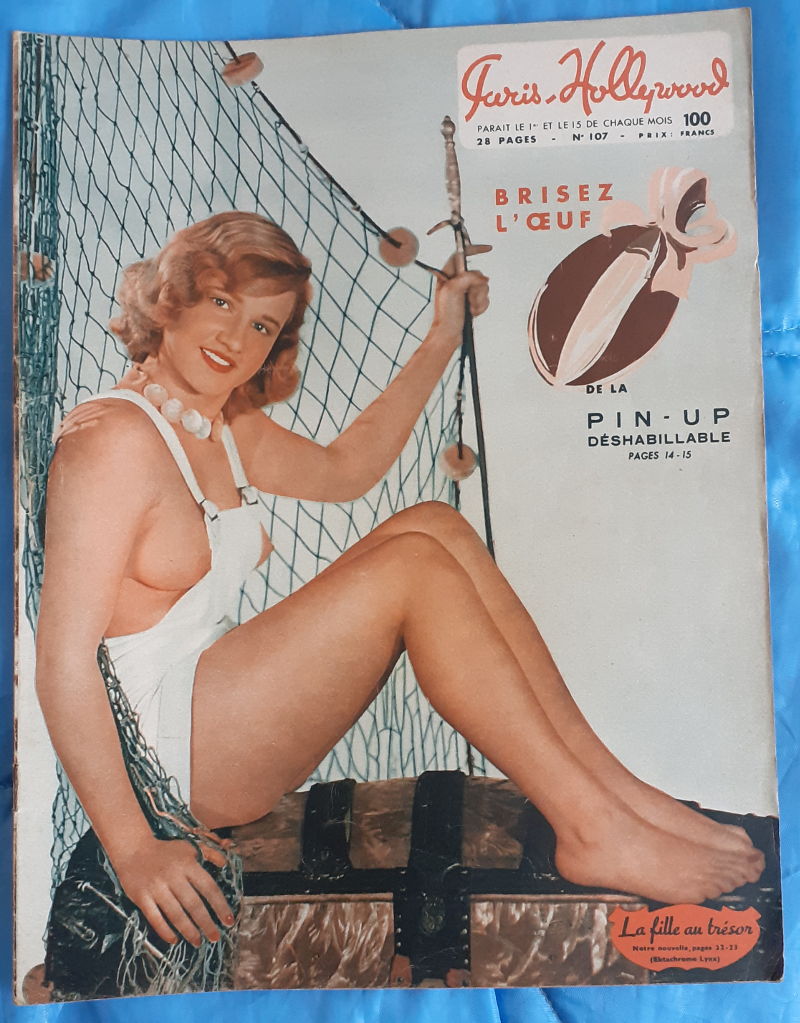 Paris-Hollywood
PARAIT LE 1er ET LE 15 DE CHAQUE MOIS 100
28 PAGES - N° 107 - PRIX : FRANCS
BRISEZ
L'ŒUF
DE LA
PIN-UP
DÉSHABILLABLE
PAGES 14-15
La fille au trésor
Notre nouvelle, pages 22-23
(Ektachrome Lynx)